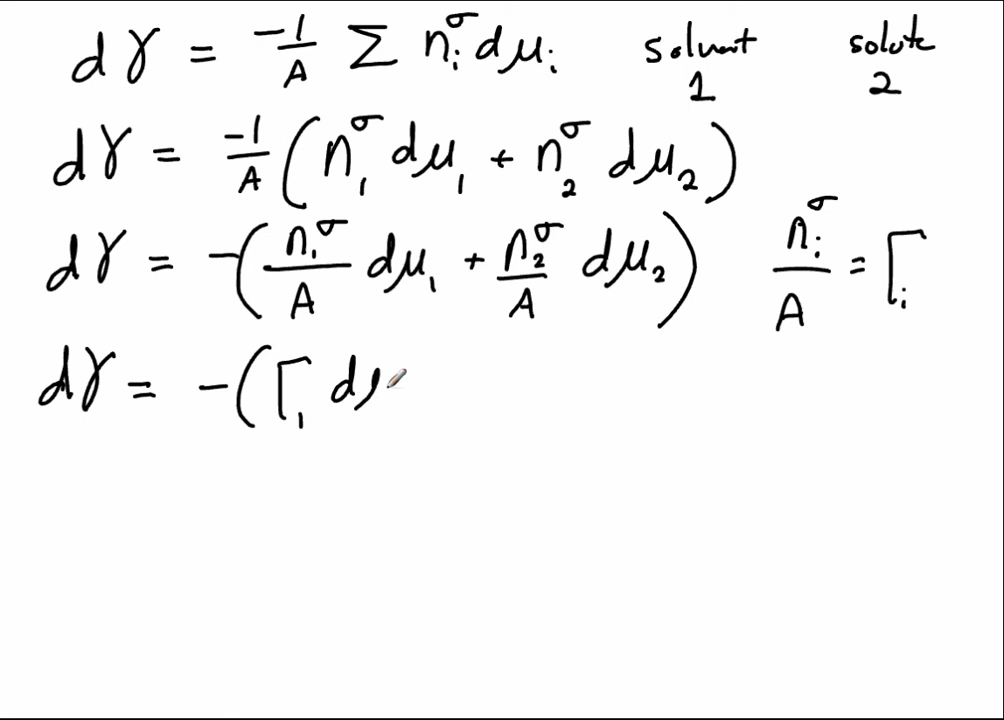 dγ = -1/A Σ nᵢ^σ dμᵢ solvent 1 solute 2
dγ = -1/A (n₁^σ dμ₁ + n₂^σ dμ₂)
dγ = -(n₁^σ/A dμ₁ + n₂^σ/A dμ₂) nᵢ^σ/A = Γᵢ
dγ = -(Γ₁ dμ